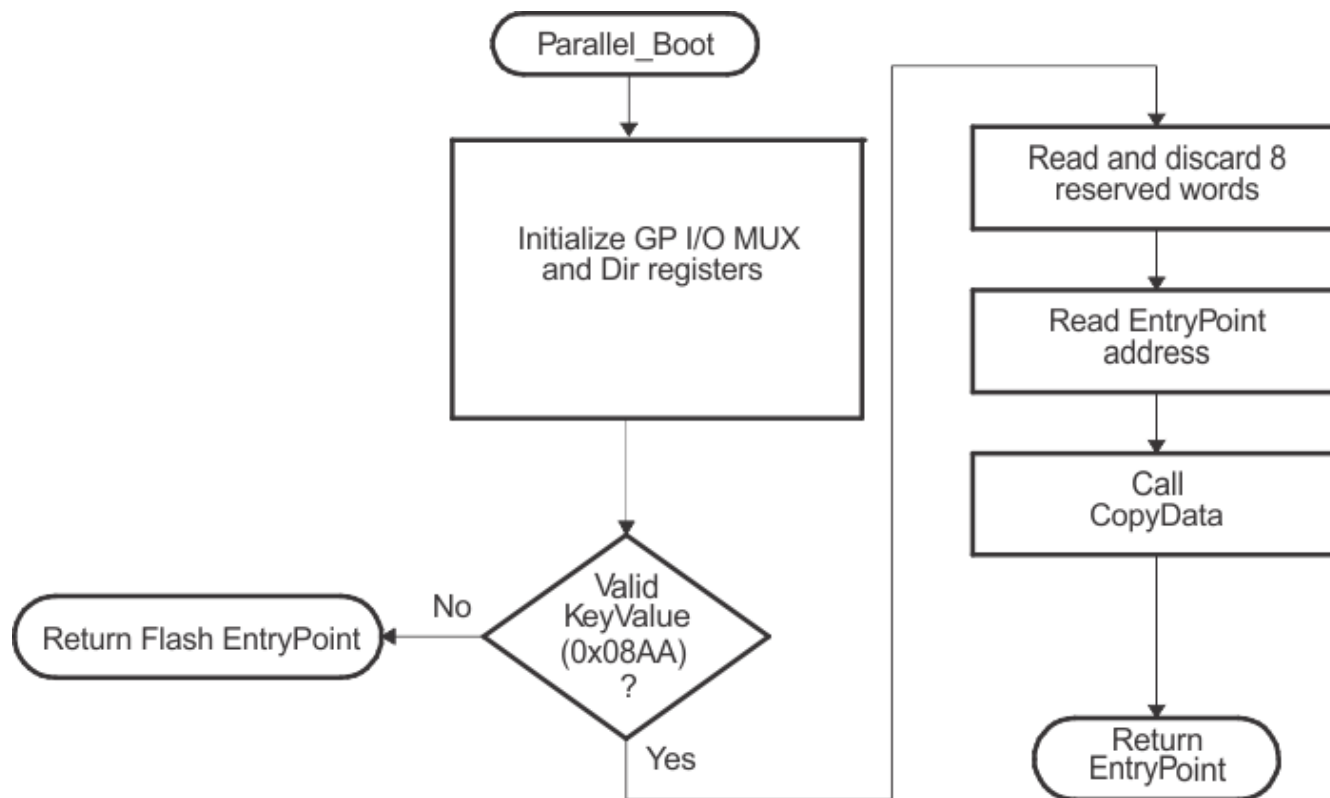 Parallel_Boot
Initialize GP I/O MUX
and Dir registers
Valid
KeyValue
(0x08AA)
?
No
Return Flash EntryPoint
Yes
Read and discard 8
reserved words
Read EntryPoint
address
Call
CopyData
Return
EntryPoint